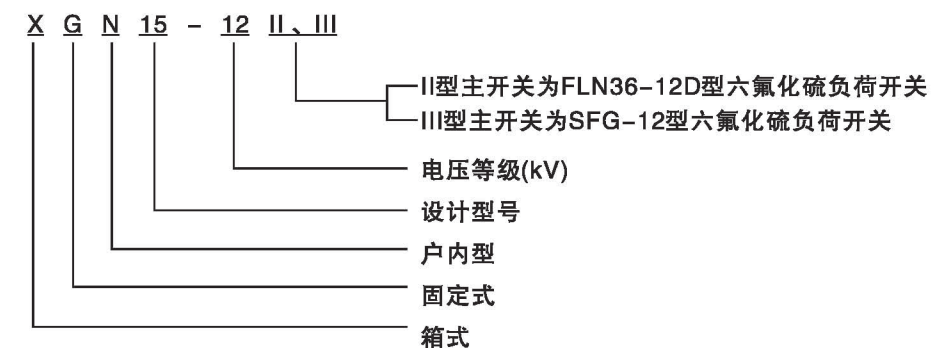 X G N 15 - 12 II、III
II型主开关为FLN36-12D型六氟化硫负荷开关
III型主开关为SFG-12型六氟化硫负荷开关
电压等级(kV)
设计型号
户内型
固定式
箱式